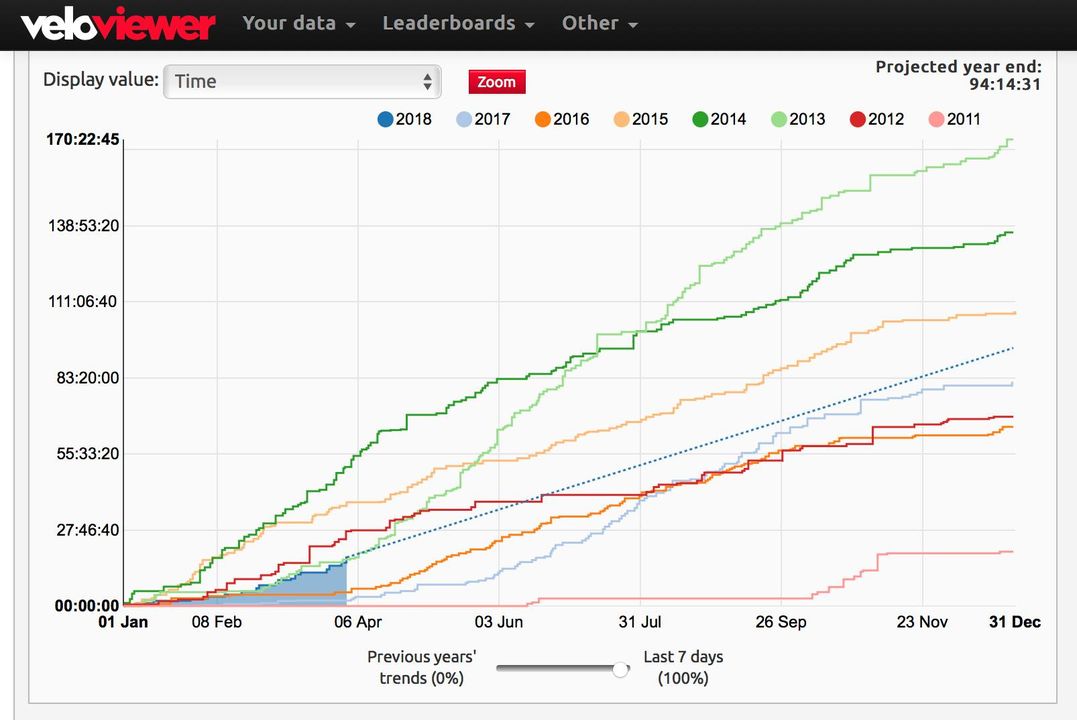 veloviewer Your data Leaderboards Other
Display value: Time Zoom Projected year end:
94:14:31
2018 2017 2016 2015 2014 2013 2012 2011
170:22:45
138:53:20
111:06:40
83:20:00
55:33:20
27:46:40
00:00:00
01 Jan 08 Feb 06 Apr 03 Jun 31 Jul 26 Sep 23 Nov 31 Dec
Previous years' Last 7 days
trends (0%) (100%)